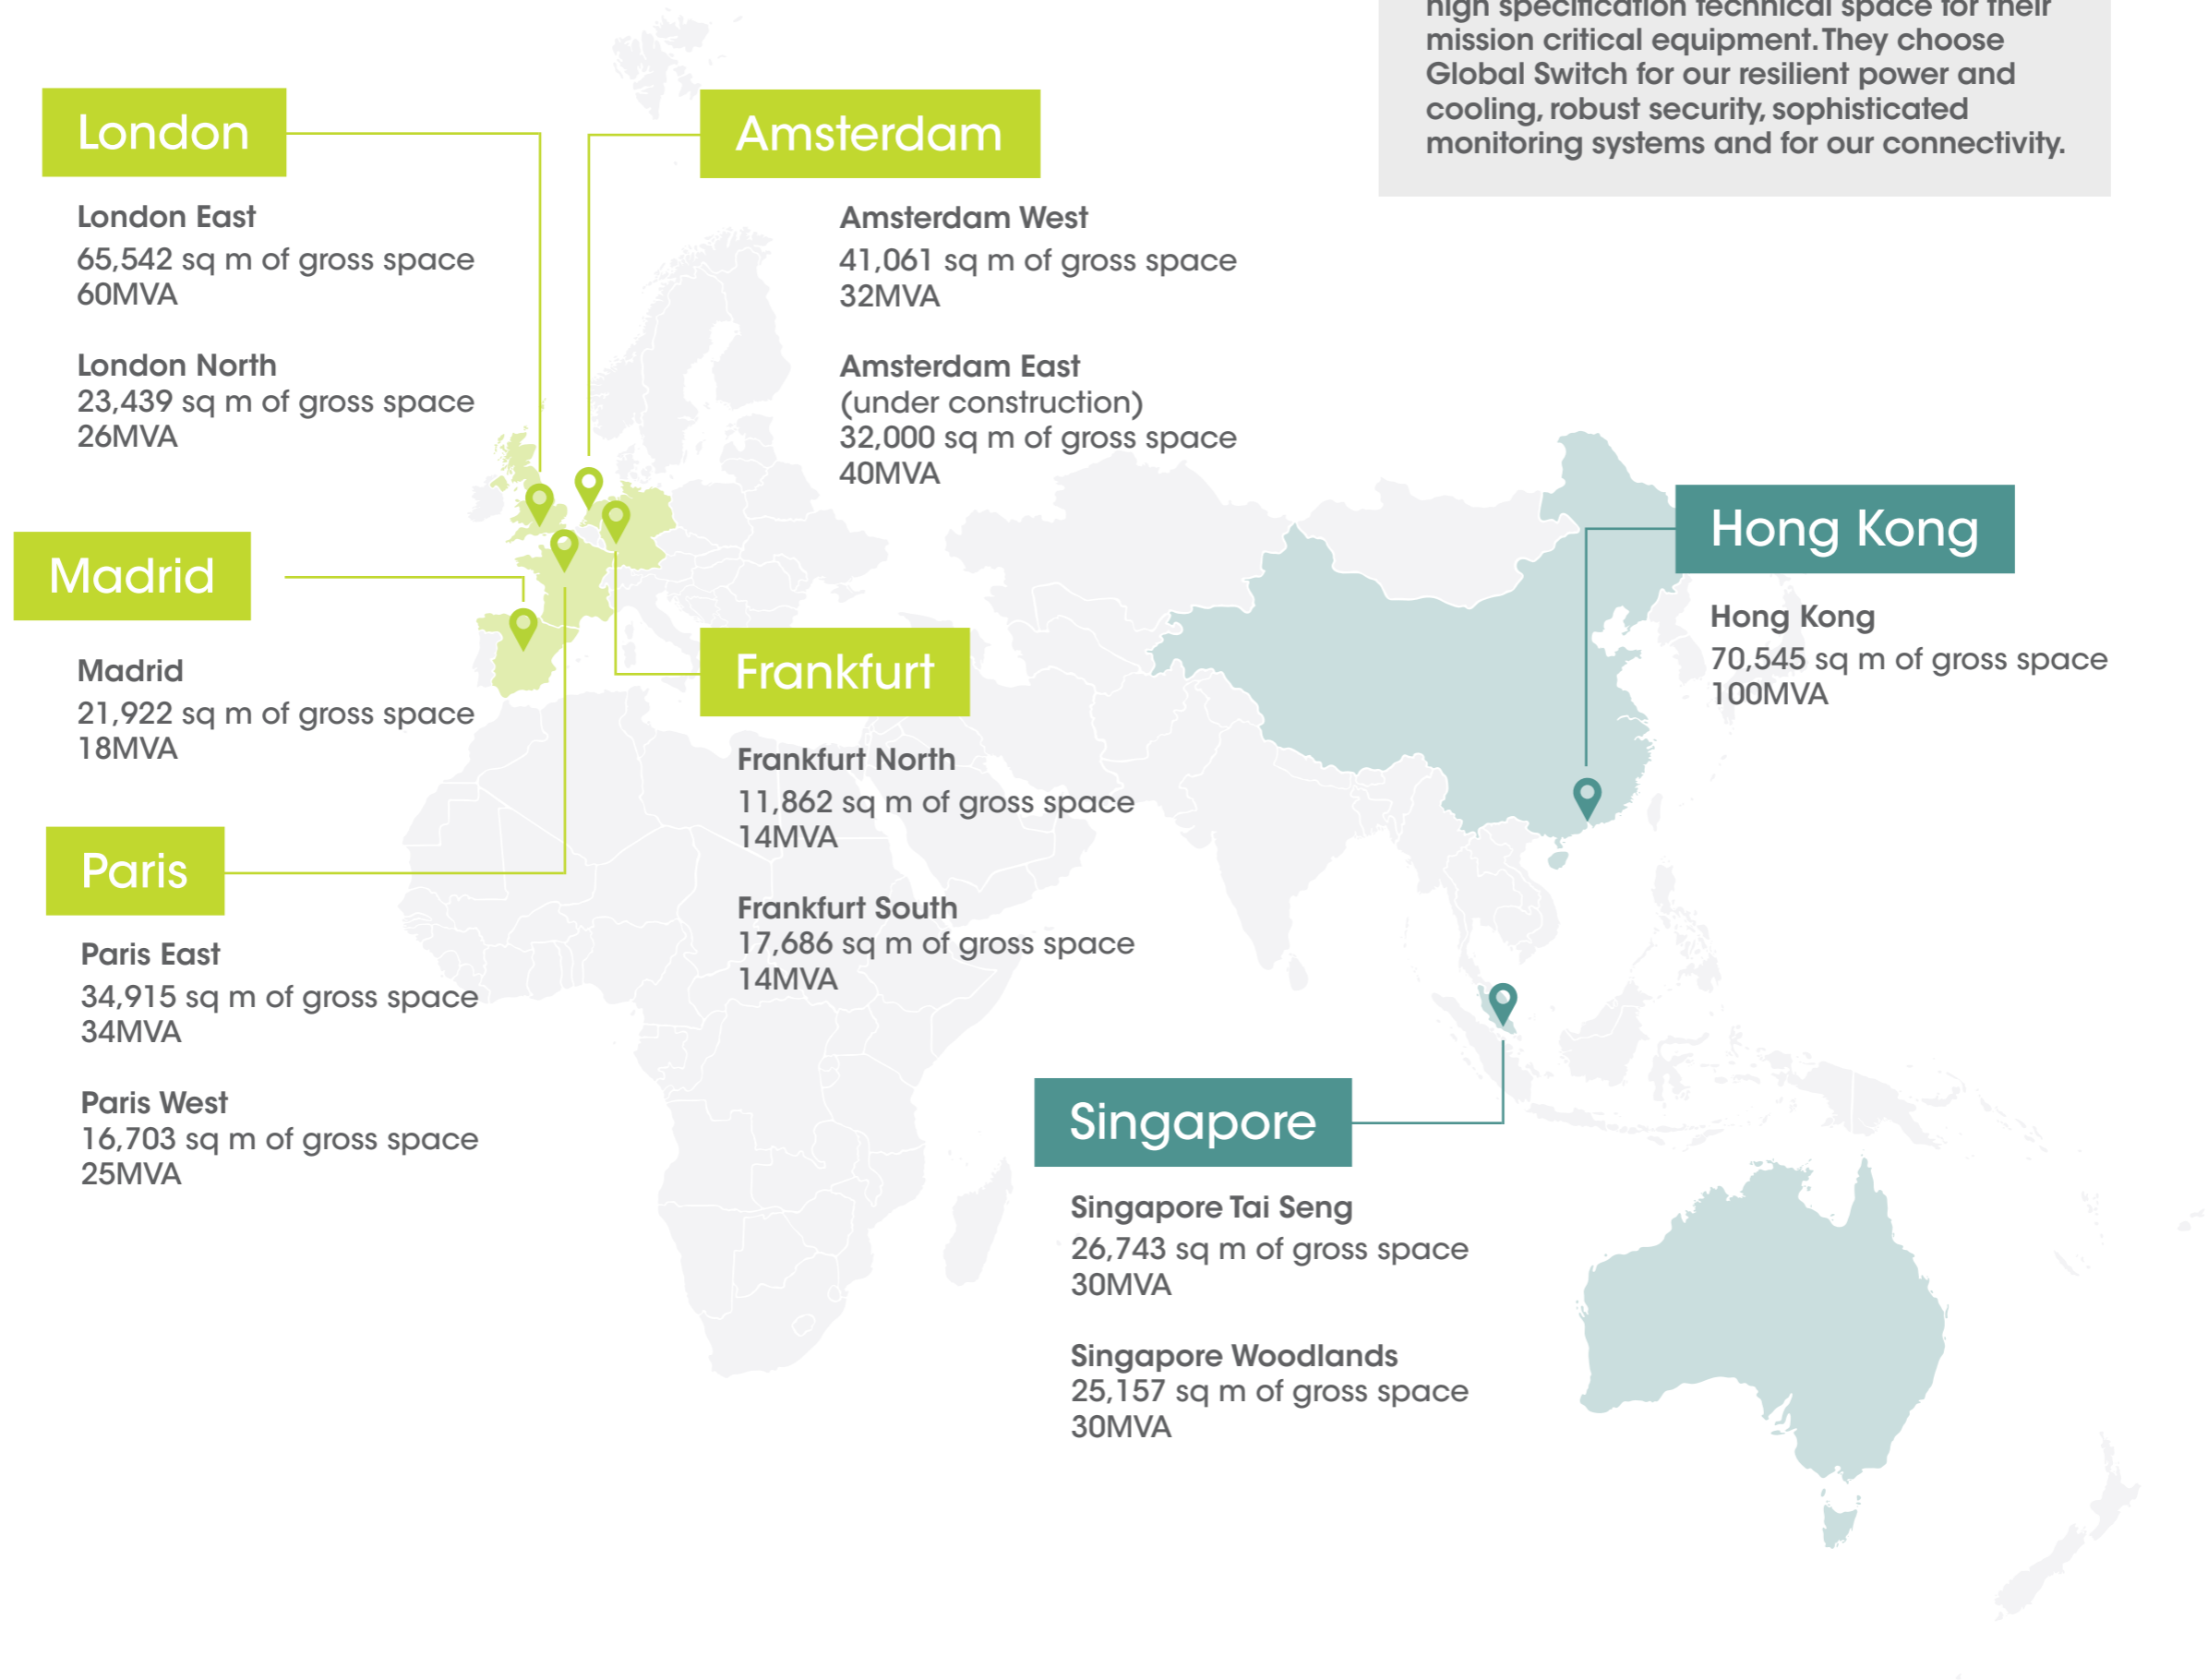 high specification technical space for their
mission critical equipment. They choose
Global Switch for our resilient power and
cooling, robust security, sophisticated
monitoring systems and for our connectivity.
London
London East
65,542 sq m of gross space
60MVA
London North
23,439 sq m of gross space
26MVA
Amsterdam
Amsterdam West
41,061 sq m of gross space
32MVA
Amsterdam East
(under construction)
32,000 sq m of gross space
40MVA
Madrid
Madrid
21,922 sq m of gross space
18MVA
Hong Kong
Hong Kong
70,545 sq m of gross space
100MVA
Frankfurt
Frankfurt North
11,862 sq m of gross space
14MVA
Frankfurt South
17,686 sq m of gross space
14MVA
Paris
Paris East
34,915 sq m of gross space
34MVA
Paris West
16,703 sq m of gross space
25MVA
Singapore
Singapore Tai Seng
26,743 sq m of gross space
30MVA
Singapore Woodlands
25,157 sq m of gross space
30MVA